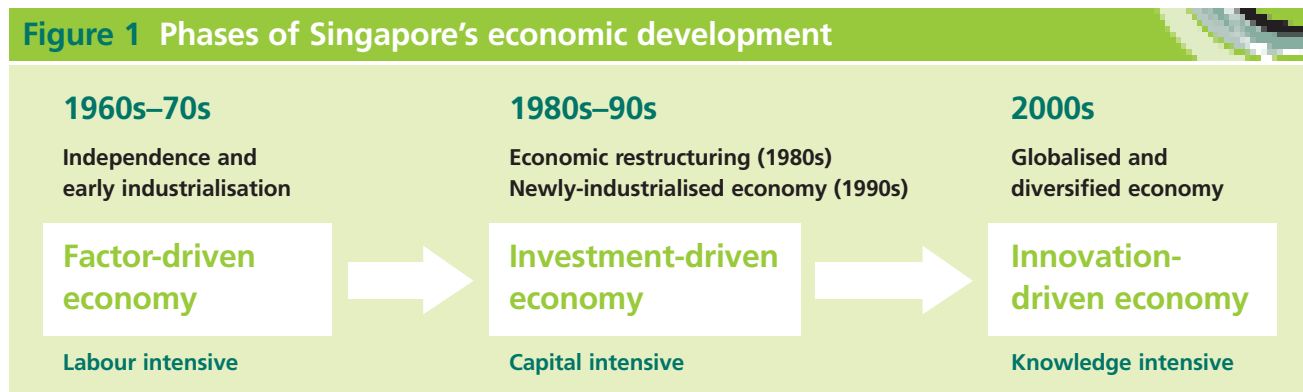 Figure 1 Phases of Singapore's economic development
1960s–70s
Independence and
early industrialisation
Factor-driven
economy
Labour intensive
1980s–90s
Economic restructuring (1980s)
Newly-industrialised economy (1990s)
Investment-driven
economy
Capital intensive
2000s
Globalised and
diversified economy
Innovation-
driven economy
Knowledge intensive